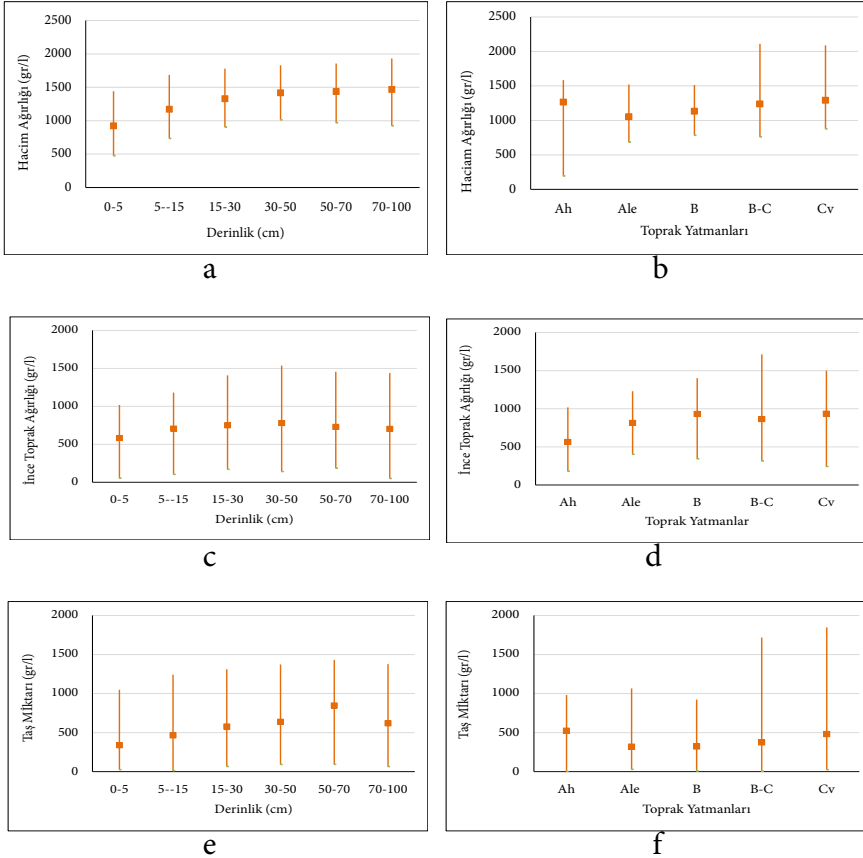 2500
2000
1500
1000
500
0
Hacim Ağırlığı (gr/l)
0-5 5--15 15-30 30-50 50-70 70-100
Derinlik (cm)
a
2500
2000
1500
1000
500
0
Haciam Ağırlığı (gr/l)
Ah Ale B B-C Cv
Toprak Yatmanları
b
2000
1500
1000
500
0
İnce Toprak Ağırlığı (gr/l)
0-5 5--15 15-30 30-50 50-70 70-100
Derinlik (cm)
c
2000
1500
1000
500
0
İnce Toprak Ağırlığı (gr/l)
Ah Ale B B-C Cv
Toprak Yatmanlar
d
2000
1500
1000
500
0
Taş Mİktarı (gr/l)
0-5 5--15 15-30 30-50 50-70 70-100
Derinlik (cm)
e
2000
1500
1000
500
0
Taş Mİktarı (gr/l)
Ah Ale B B-C Cv
Toprak Yatmanları
f